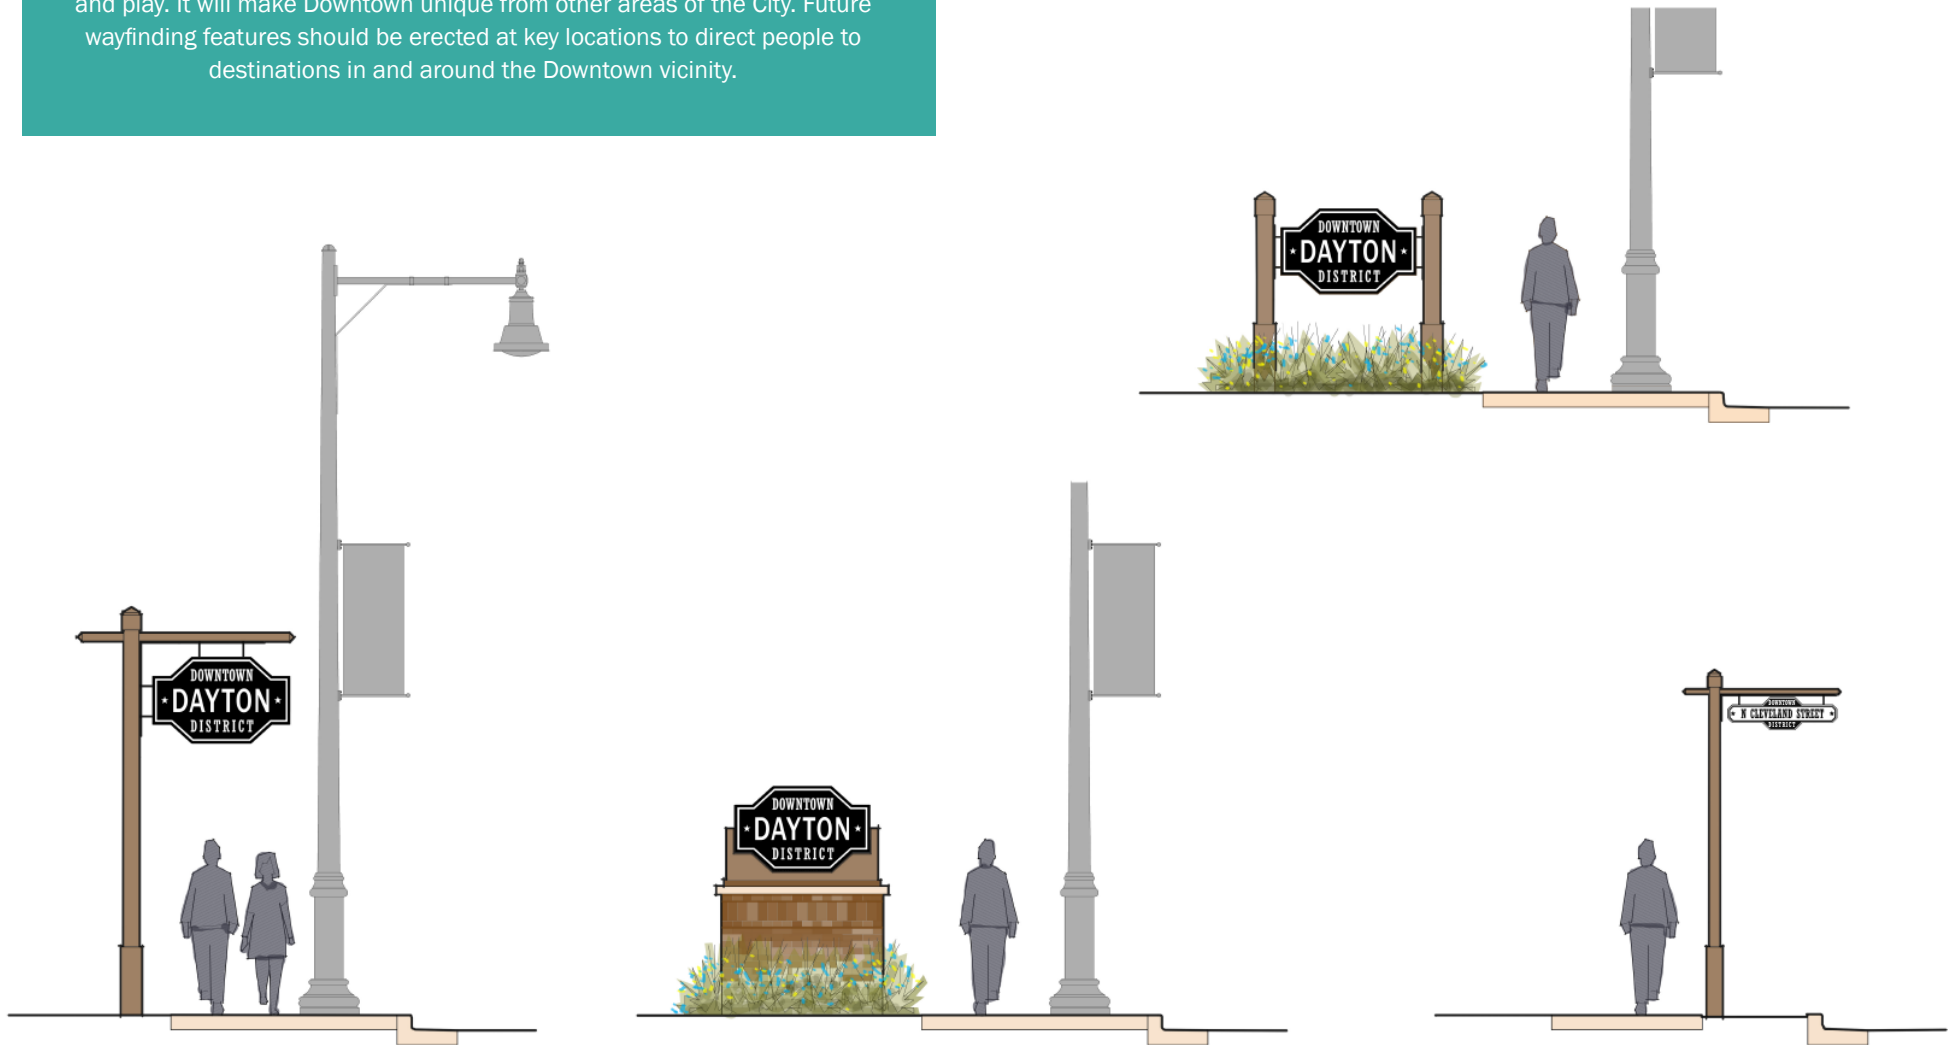 and play. It will make Downtown unique from other areas of the City. Future
wayfinding features should be erected at key locations to direct people to
destinations in and around the Downtown vicinity.
DOWNTOWN
DAYTON
DISTRICT
DOWNTOWN
DAYTON
DISTRICT
DOWNTOWN
DAYTON
DISTRICT
DOWNTOWN
N CLEVELAND STREET
DISTRICT